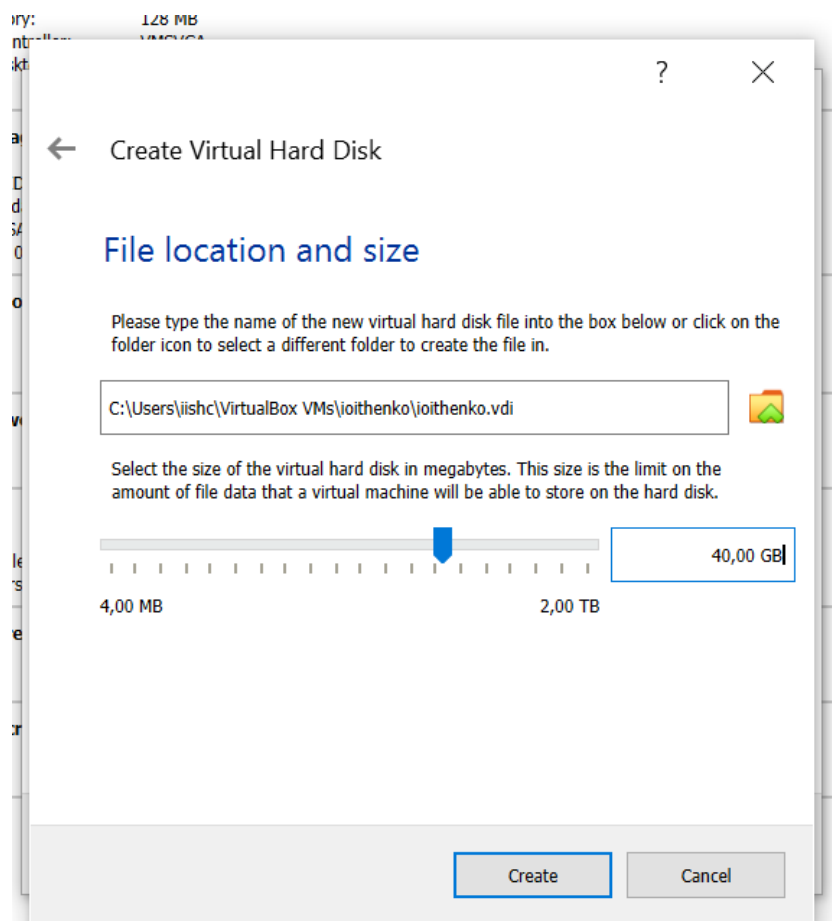 128 MB
?
Create Virtual Hard Disk
File location and size
Please type the name of the new virtual hard disk file into the box below or click on the
folder icon to select a different folder to create the file in.
C:\Users\iishc\VirtualBox VMs\ioithenko\ioithenko.vdi
Select the size of the virtual hard disk in megabytes. This size is the limit on the
amount of file data that a virtual machine will be able to store on the hard disk.
40,00 GB
4,00 MB
2,00 TB
Create
Cancel